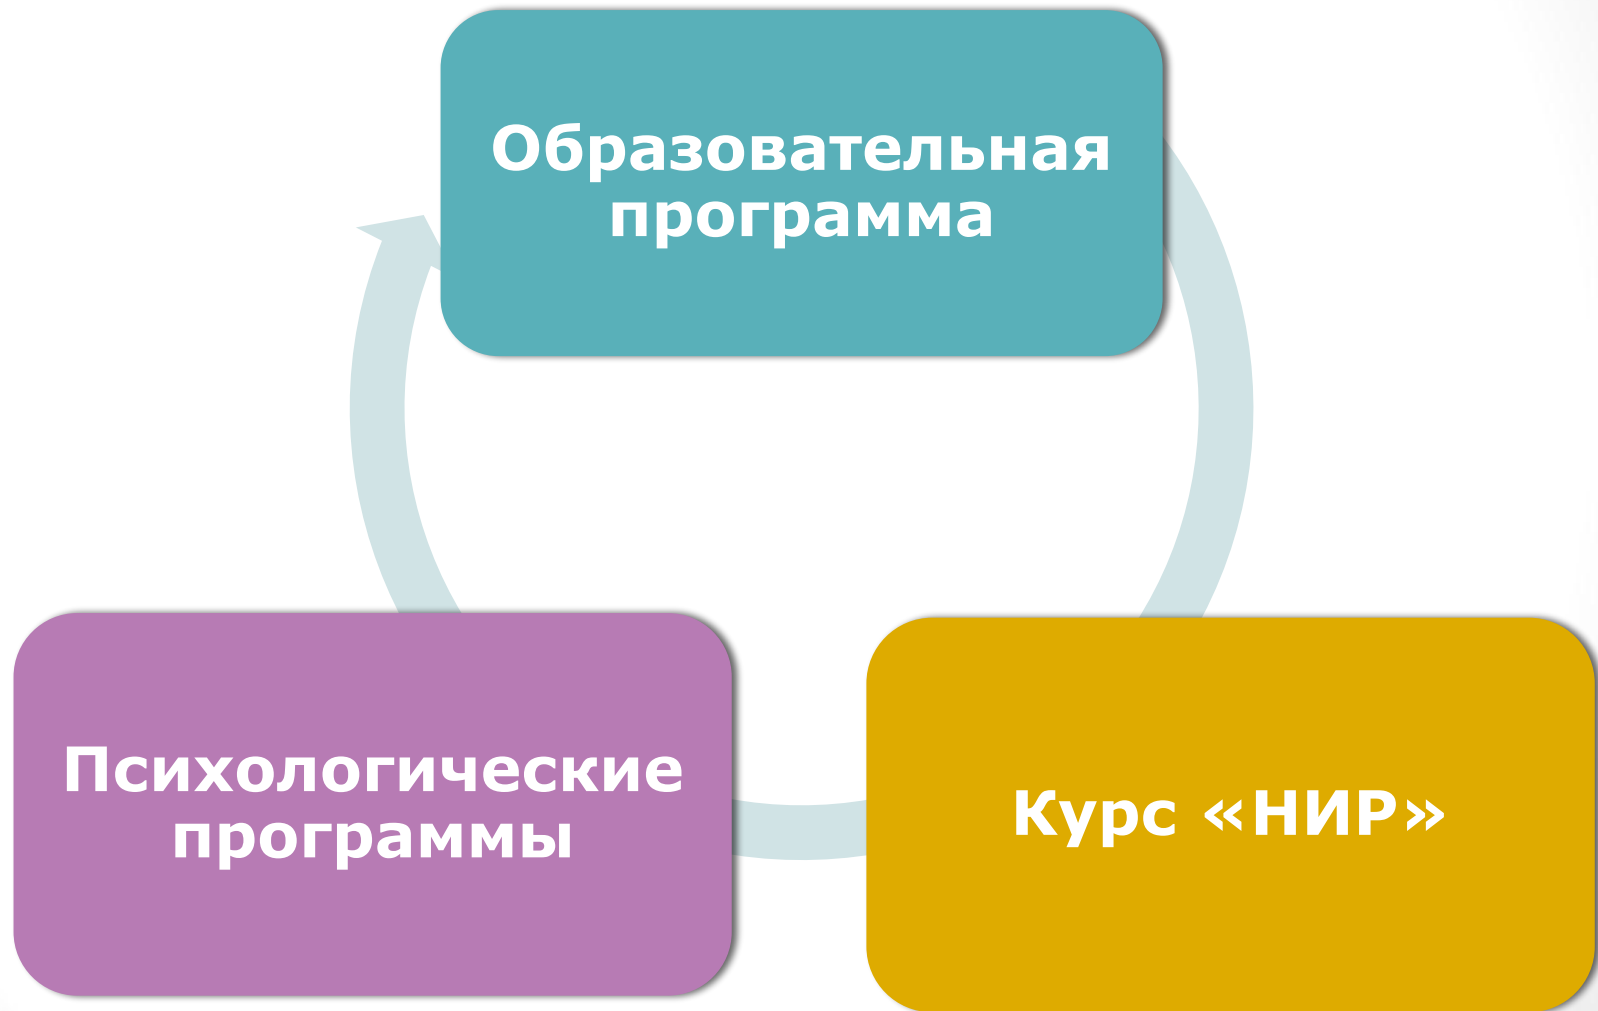 Образовательная
программа
Психологические
программы
Курс «НИР»